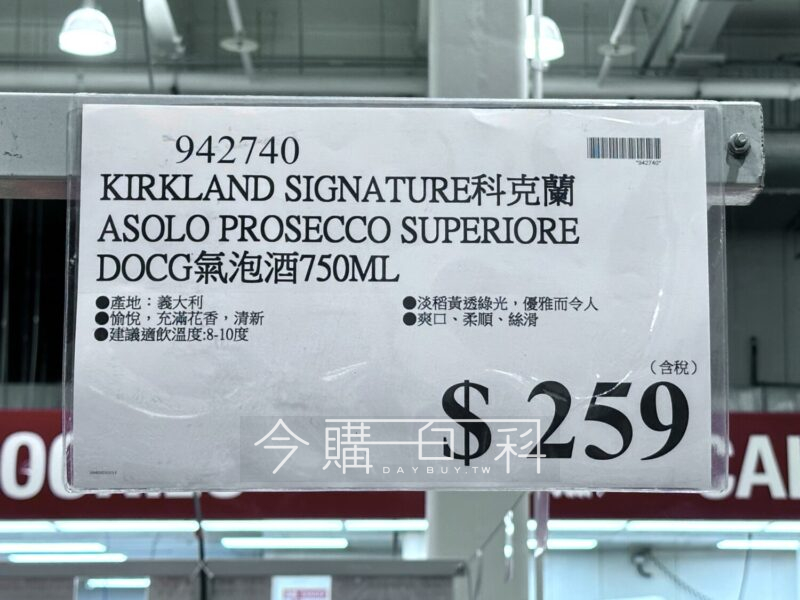 942740
"942740"
KIRKLAND SIGNATURE科克蘭
ASOLO PROSECCO SUPERIORE
DOCG氣泡酒750ML
●產地：義大利
●愉悅，充滿花香，清新
●建議適飲溫度:8-10度
●淡稻黃透綠光，優雅而令人
●爽口、柔順、絲滑
（含稅）
$ 259
今購百科
DAYBUY.TW
CA